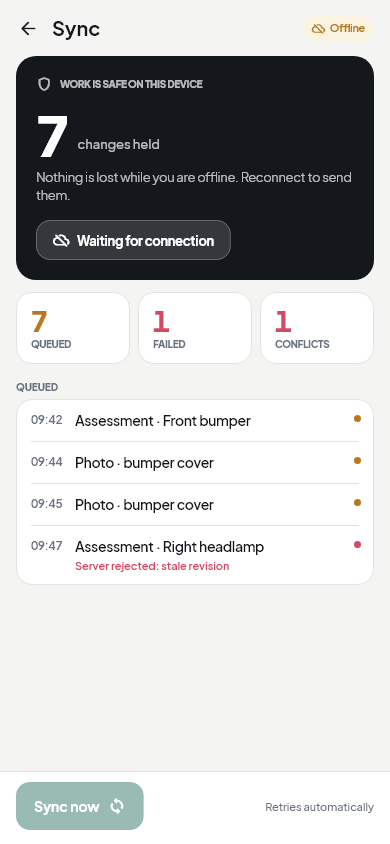 Sync
Offline
WORK IS SAFE ON THIS DEVICE
7 changes held
Nothing is lost while you are offline. Reconnect to send
them.
Waiting for connection
7
QUEUED
1
FAILED
1
CONFLICTS
QUEUED
09:42 Assessment · Front bumper
09:44 Photo · bumper cover
09:45 Photo · bumper cover
09:47 Assessment · Right headlamp
Server rejected: stale revision
Sync now
Retries automatically